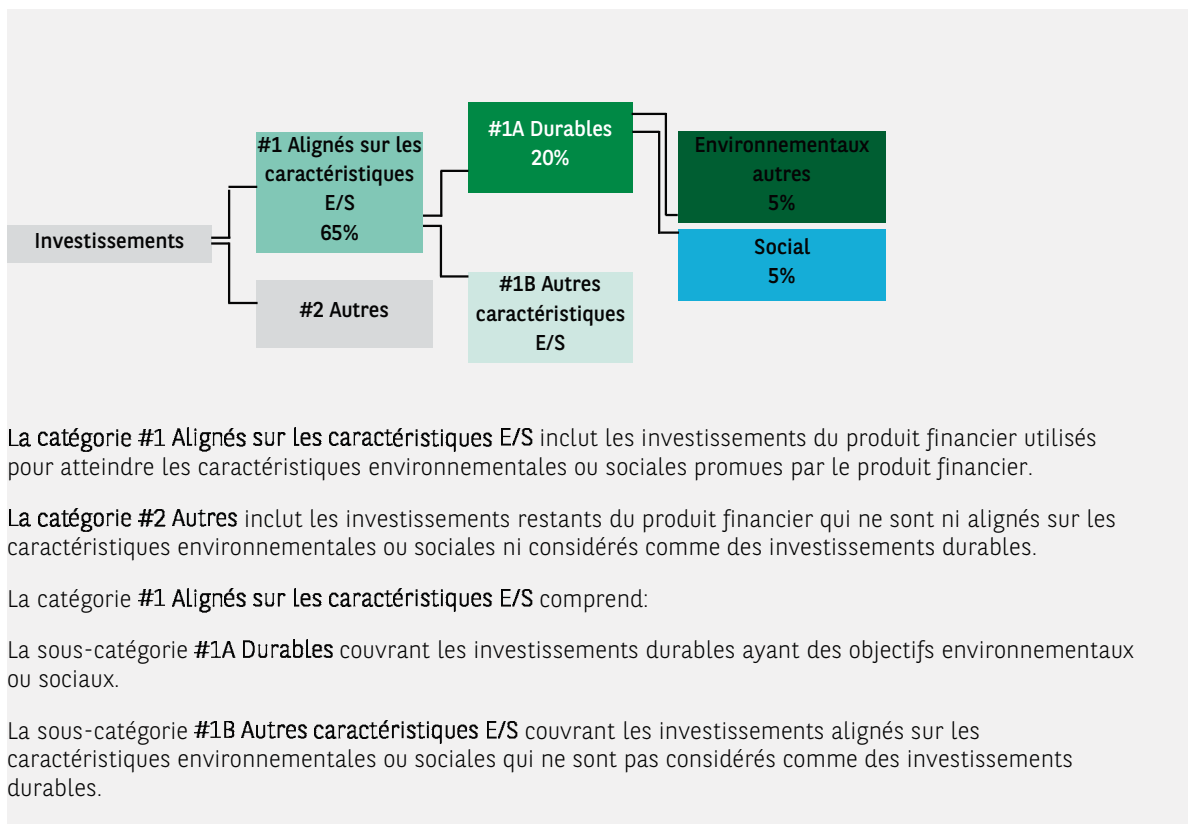 Investissements
#1 Alignés sur les
caractéristiques
E/S
65%
#2 Autres
#1A Durables
20%
#1B Autres
caractéristiques
E/S
Environnementaux
autres
5%
Social
5%
La catégorie #1 Alignés sur les caractéristiques E/S inclut les investissements du produit financier utilisés
pour atteindre les caractéristiques environnementales ou sociales promues par le produit financier.
La catégorie #2 Autres inclut les investissements restants du produit financier qui ne sont ni alignés sur les
caractéristiques environnementales ou sociales ni considérés comme des investissements durables.
La catégorie #1 Alignés sur les caractéristiques E/S comprend:
La sous-catégorie #1A Durables couvrant les investissements durables ayant des objectifs environnementaux
ou sociaux.
La sous-catégorie #1B Autres caractéristiques E/S couvrant les investissements alignés sur les
caractéristiques environnementales ou sociales qui ne sont pas considérés comme des investissements
durables.